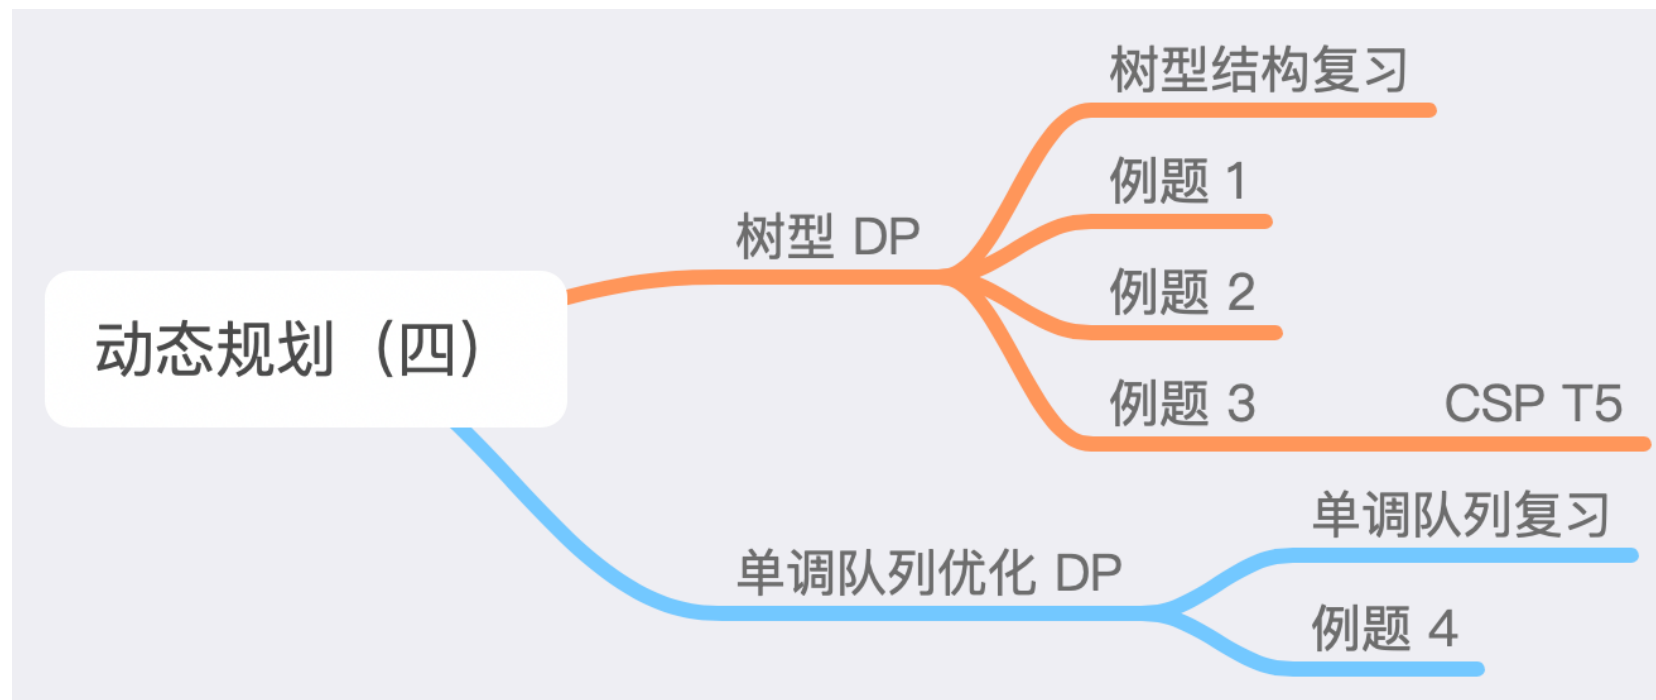 动态规划（四）
树型 DP
树型结构复习
例题 1
例题 2
例题 3 CSP T5
单调队列优化 DP
单调队列复习
例题 4